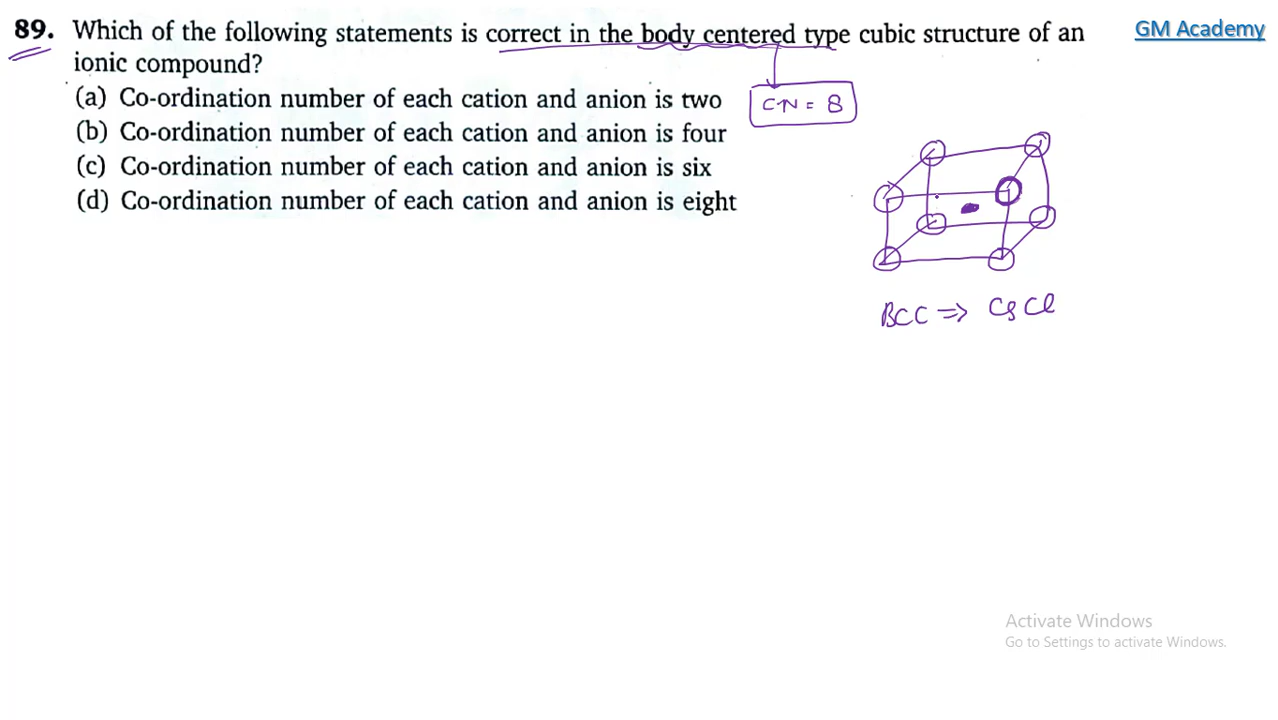 89. Which of the following statements is correct in the body centered type cubic structure of an
ionic compound?
(a) Co-ordination number of each cation and anion is two
(b) Co-ordination number of each cation and anion is four
(c) Co-ordination number of each cation and anion is six
(d) Co-ordination number of each cation and anion is eight
GM Academy
CN = 8
BCC => CsCl
Activate Windows
Go to Settings to activate Windows.